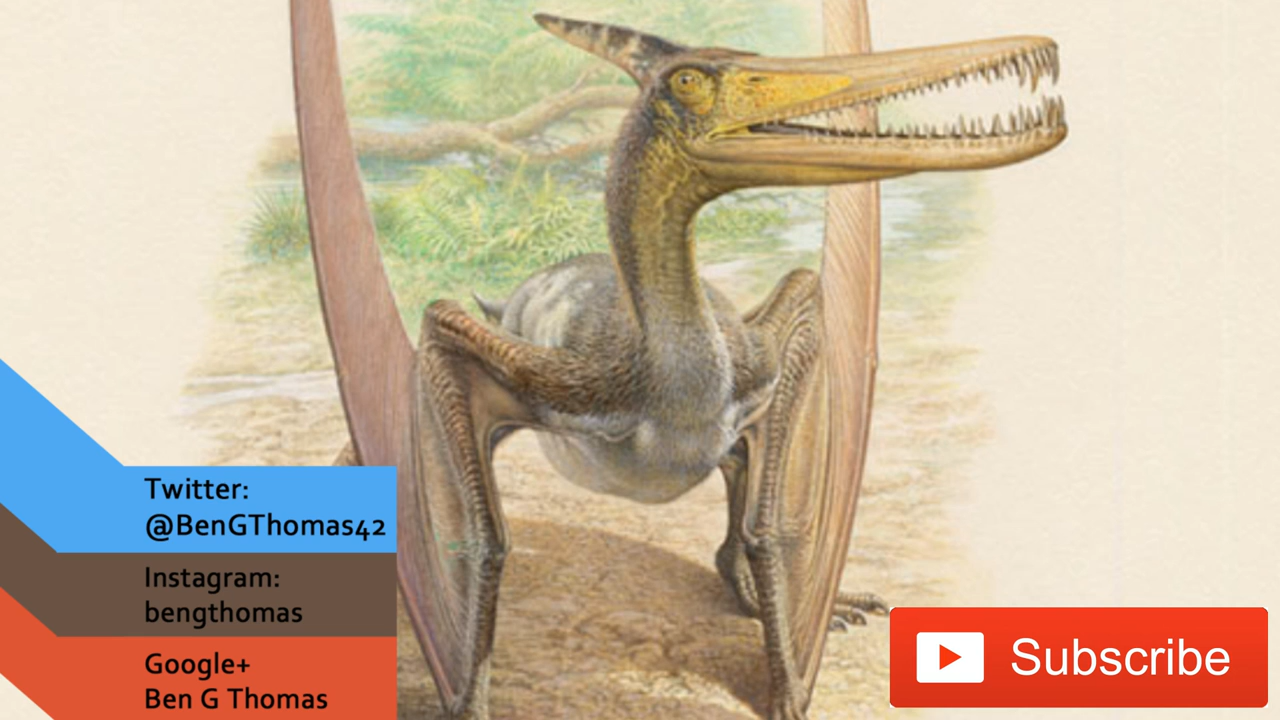 Twitter:
@BenGThomas42
Instagram:
bengthomas
Google+
Ben G Thomas
Subscribe